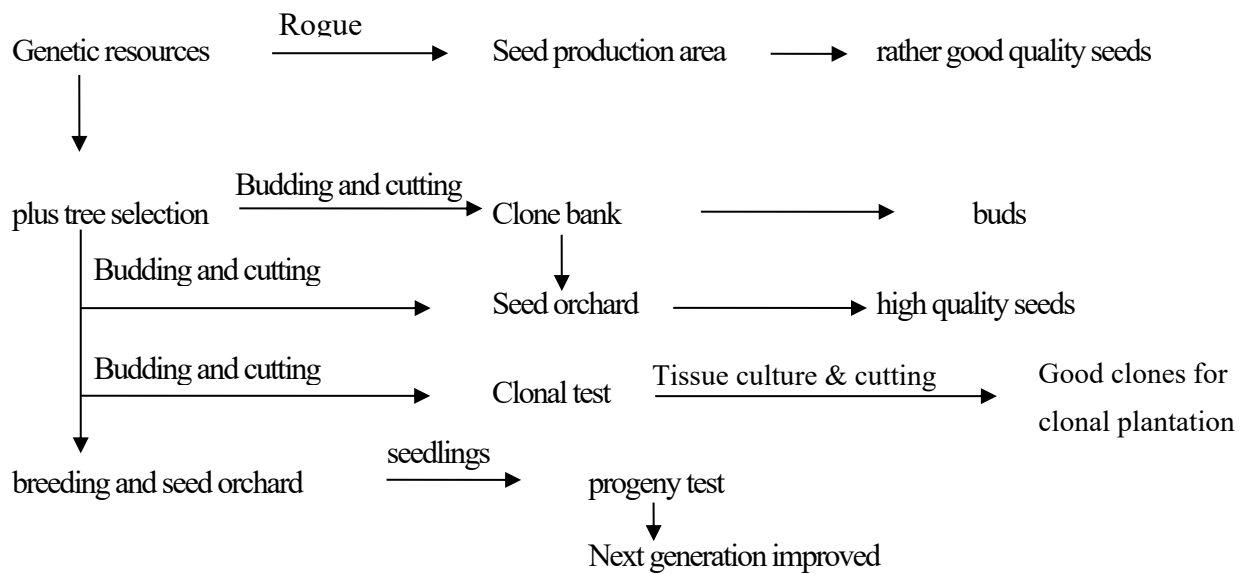 Rogue
Genetic resources Seed production area rather good quality seeds
Budding and cutting
plus tree selection Clone bank buds
Budding and cutting
Seed orchard high quality seeds
Budding and cutting
Clonal test Tissue culture & cutting Good clones for
clonal plantation
seedlings
breeding and seed orchard progeny test
Next generation improved